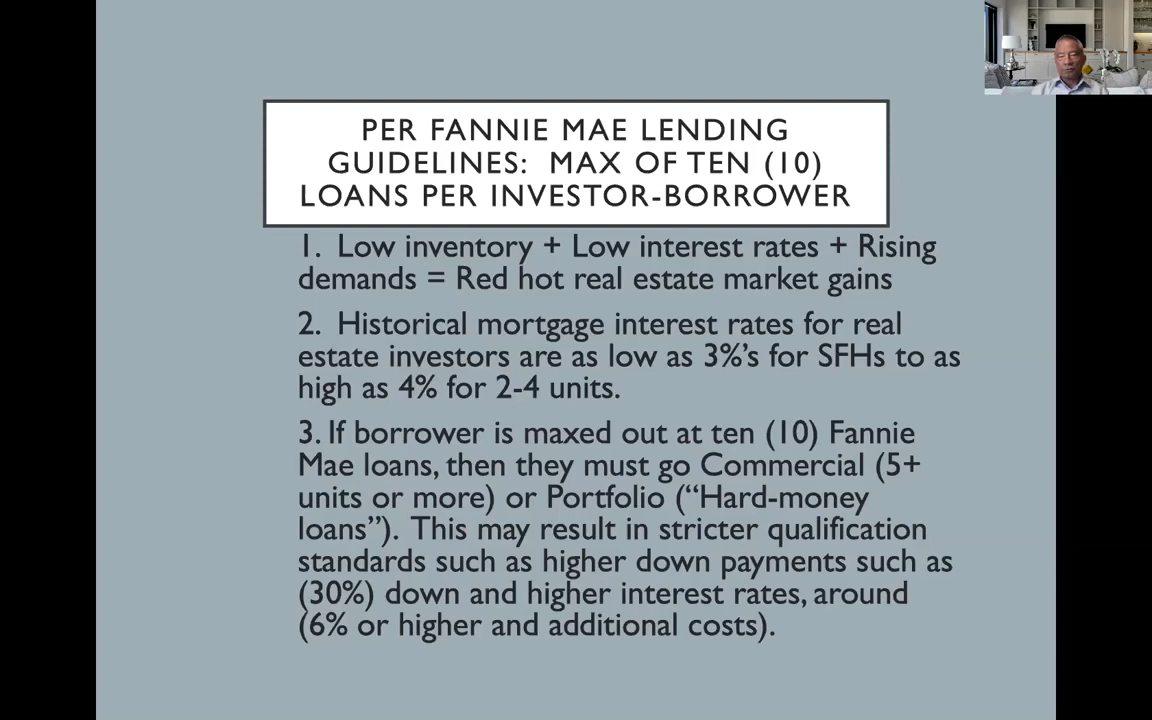 PER FANNIE MAE LENDING
GUIDELINES: MAX OF TEN (10)
LOANS PER INVESTOR-BORROWER
1. Low inventory + Low interest rates + Rising
demands = Red hot real estate market gains
2. Historical mortgage interest rates for real
estate investors are as low as 3%'s for SFHs to as
high as 4% for 2-4 units.
3. If borrower is maxed out at ten (10) Fannie
Mae loans, then they must go Commercial (5+
units or more) or Portfolio (“Hard-money
loans”). This may result in stricter qualification
standards such as higher down payments such as
(30%) down and higher interest rates, around
(6% or higher and additional costs).